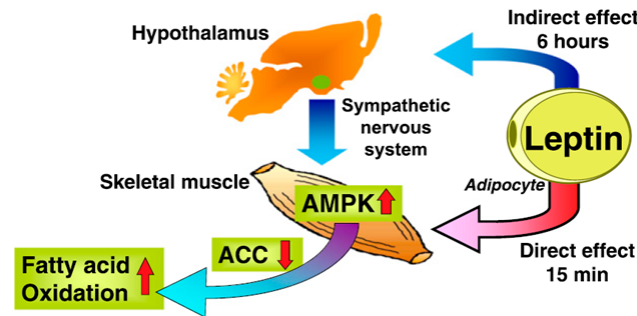 Indirect effect
6 hours
Hypothalamus
Sympathetic
nervous
system
Leptin
Adipocyte
Skeletal muscle
AMPK
Direct effect
15 min
ACC
Fatty acid
Oxidation